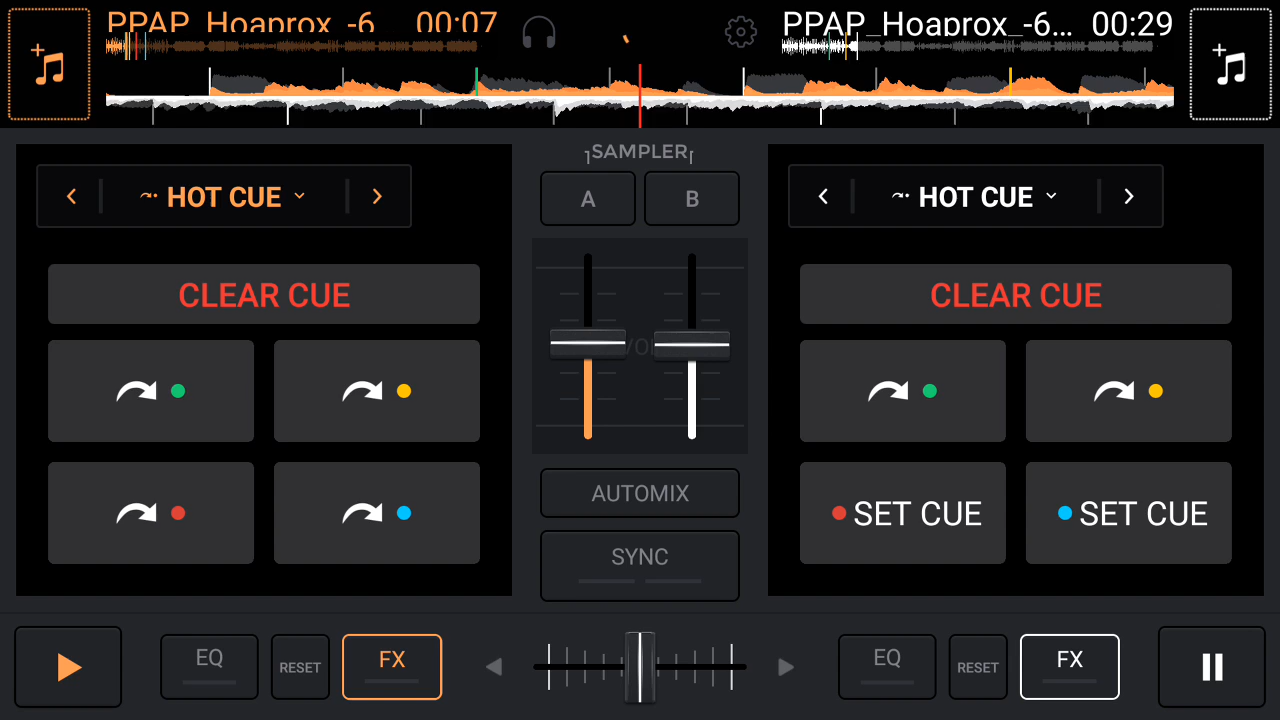 PPAP_Hoaprox_-6 00:07
PPAP_Hoaprox_-6... 00:29
SAMPLER
A B
HOT CUE
HOT CUE
CLEAR CUE
CLEAR CUE
SET CUE
SET CUE
AUTOMIX
SYNC
EQ RESET FX
EQ RESET FX